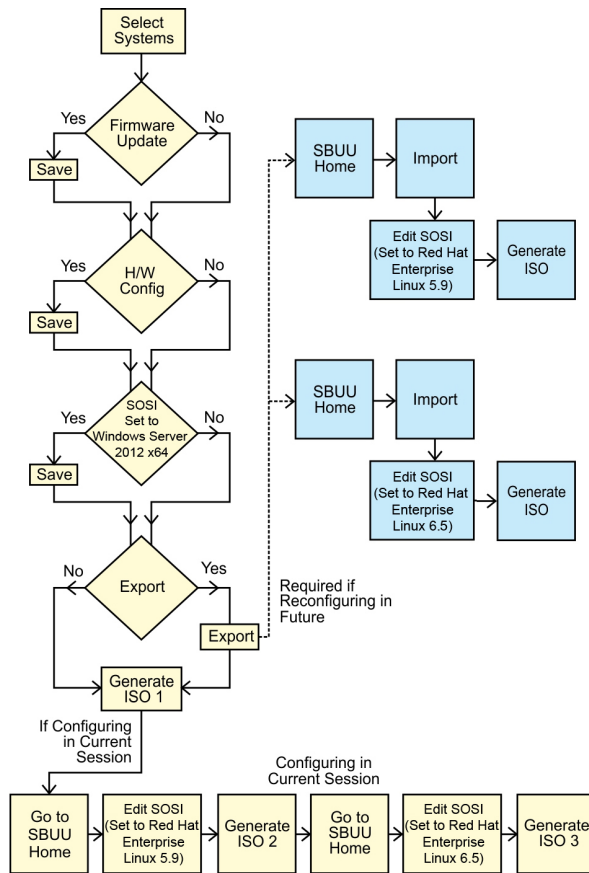 Select
Systems
Yes
Firmware
Update
No
Save
Yes
H/W
Config
No
Save
Yes
SOSI
Set to
Windows Server
2012 x64
No
Save
No
Export
Yes
Export
Required if
Reconfiguring in
Future
Generate
ISO 1
If Configuring
in Current
Session
SBUU
Home
Import
Edit SOSI
(Set to Red Hat
Enterprise
Linux 5.9)
Generate
ISO
SBUU
Home
Import
Edit SOSI
(Set to Red Hat
Enterprise
Linux 6.5)
Generate
ISO
Configuring in
Current Session
Go to
SBUU
Home
Edit SOSI
(Set to Red Hat
Enterprise
Linux 5.9)
Generate
ISO 2
Go to
SBUU
Home
Edit SOSI
(Set to Red Hat
Enterprise
Linux 6.5)
Generate
ISO 3